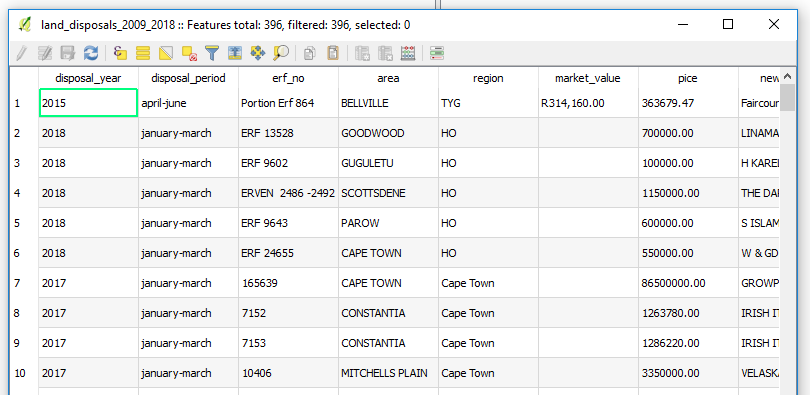 land_disposals_2009_2018 :: Features total: 396, filtered: 396, selected: 0
disposal_year disposal_period erf_no area region market_value pice new
1 2015 april-june Portion Erf 864 BELLVILLE TYG R314,160.00 363679.47 Faircour
2 2018 january-march ERF 13528 GOODWOOD HO 700000.00 LINAMA
3 2018 january-march ERF 9602 GUGULETU HO 100000.00 H KARE
4 2018 january-march ERVEN 2486 -2492 SCOTTSDENE HO 1150000.00 THE DA
5 2018 january-march ERF 9643 PAROW HO 600000.00 S ISLAM
6 2018 january-march ERF 24655 CAPE TOWN HO 550000.00 W & GD
7 2017 january-march 165639 Cape Town 86500000.00 GROWP
8 2017 january-march 7152 CONSTANTIA Cape Town 1263780.00 IRISH IT
9 2017 january-march 7153 CONSTANTIA Cape Town 1286220.00 IRISH IT
10 2017 january-march 10406 MITCHELLS PLAIN Cape Town 3350000.00 VELASK